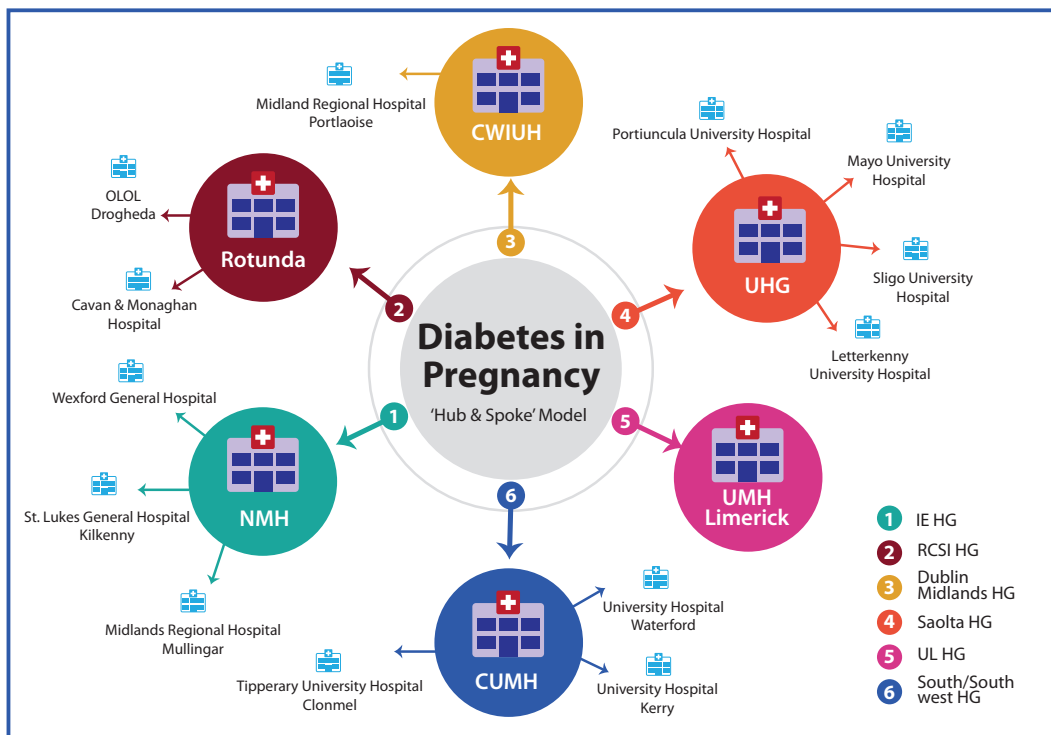 Diabetes in
Pregnancy
‘Hub & Spoke’ Model
1
NMH
Wexford General Hospital
St. Lukes General Hospital
Kilkenny
Midlands Regional Hospital
Mullingar
2
Rotunda
OLOL
Drogheda
Cavan & Monaghan
Hospital
3
CWIUH
Midland Regional Hospital
Portlaoise
4
UHG
Portiuncula University Hospital
Mayo University
Hospital
Sligo University
Hospital
Letterkenny
University Hospital
5
UMH
Limerick
6
CUMH
Tipperary University Hospital
Clonmel
University Hospital
Waterford
University Hospital
Kerry
1 IE HG
2 RCSI HG
3 Dublin
Midlands HG
4 Saolta HG
5 UL HG
6 South/South
west HG